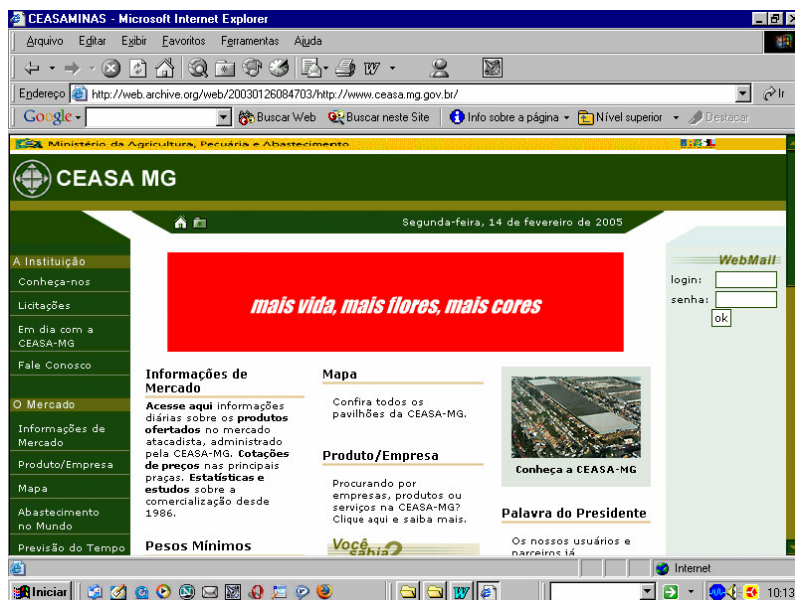 CEASAMINAS - Microsoft Internet Explorer
Arquivo Editar Exibir Favoritos Ferramentas Ajuda
Endereço http://web.archive.org/web/20030126084703/http://www.ceasa.mg.gov.br/ Ir
Google Buscar Web Buscar neste Site Info sobre a página Nível superior Destacar
Ministério da Agricultura, Pecuária e Abastecimento
CEASA MG
Segunda-feira, 14 de fevereiro de 2005
A Instituição
Conheça-nos
Licitações
Em dia com a
CEASA-MG
Fale Conosco
O Mercado
Informações de
Mercado
Produto/Empresa
Mapa
Abastecimento
no Mundo
Previsão do Tempo
mais vida, mais flores, mais cores
Informações de
Mercado
Acesse aqui informações
diárias sobre os produtos
ofertados no mercado
atacadista, administrado
pela CEASA-MG. Cotações
de preços nas principais
praças. Estatísticas e
estudos sobre a
comercialização desde
1986.
Pesos Mínimos
Mapa
Confira todos os
pavilhões da CEASA-MG.
Produto/Empresa
Procurando por
empresas, produtos ou
serviços na CEASA-MG?
Clique aqui e saiba mais.
Você
sabia?
Conheça a CEASA-MG
Palavra do Presidente
Os nossos usuários e
parceiros já
WebMail
login:
senha:
ok
Internet
Iniciar 10:13